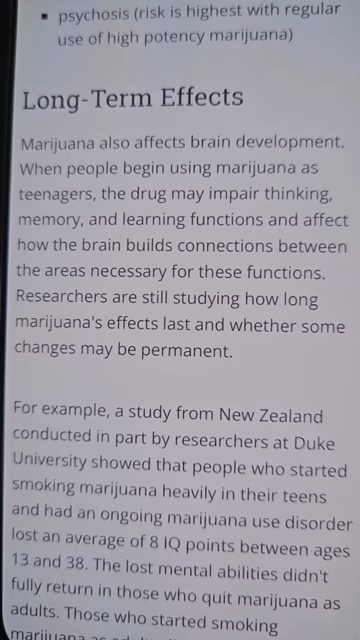 ▪ psychosis (risk is highest with regular
use of high potency marijuana)
Long-Term Effects
Marijuana also affects brain development.
When people begin using marijuana as
teenagers, the drug may impair thinking,
memory, and learning functions and affect
how the brain builds connections between
the areas necessary for these functions.
Researchers are still studying how long
marijuana's effects last and whether some
changes may be permanent.
For example, a study from New Zealand
conducted in part by researchers at Duke
University showed that people who started
smoking marijuana heavily in their teens
and had an ongoing marijuana use disorder
lost an average of 8 IQ points between ages
13 and 38. The lost mental abilities didn't
fully return in those who quit marijuana as
adults. Those who started smoking
marijuana as